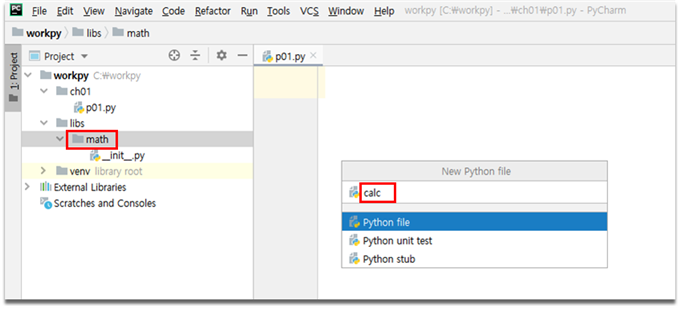 PC File Edit View Navigate Code Refactor Run Tools VCS Window Help workpy [C:₩workpy] - ...₩ch01₩p01.py - PyCharm
workpy libs math
1: Project
Project
p01.py
workpy C:₩workpy
ch01
p01.py
libs
math
__init__.py
venv library root
External Libraries
Scratches and Consoles
New Python file
calc
Python file
Python unit test
Python stub